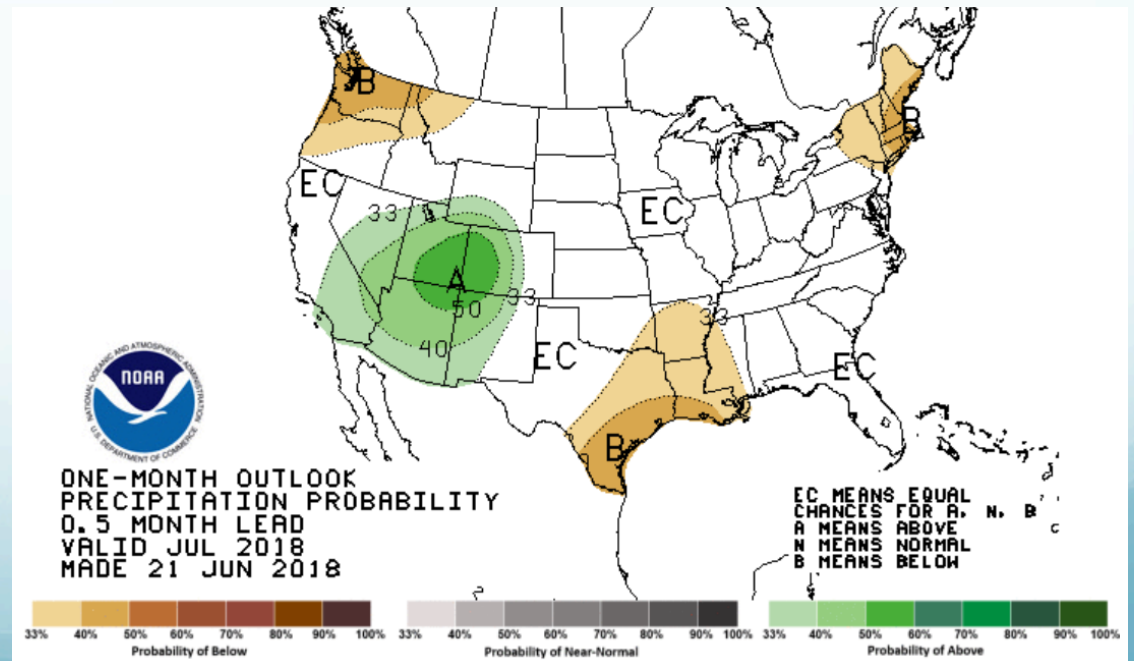 B
B
EC
EC
33
A
33
50
33
40
EC
EC
B
NATIONAL OCEANIC AND ATMOSPHERIC ADMINISTRATION
NOAA
U.S. DEPARTMENT OF COMMERCE
ONE-MONTH OUTLOOK
PRECIPITATION PROBABILITY
0.5 MONTH LEAD
VALID JUL 2018
MADE 21 JUN 2018
EC MEANS EQUAL
CHANCES FOR A, N, B
A MEANS ABOVE
N MEANS NORMAL
B MEANS BELOW
33% 40% 50% 60% 70% 80% 90% 100%
Probability of Below
33% 40% 50% 60% 70% 80% 90% 100%
Probability of Near-Normal
33% 40% 50% 60% 70% 80% 90% 100%
Probability of Above